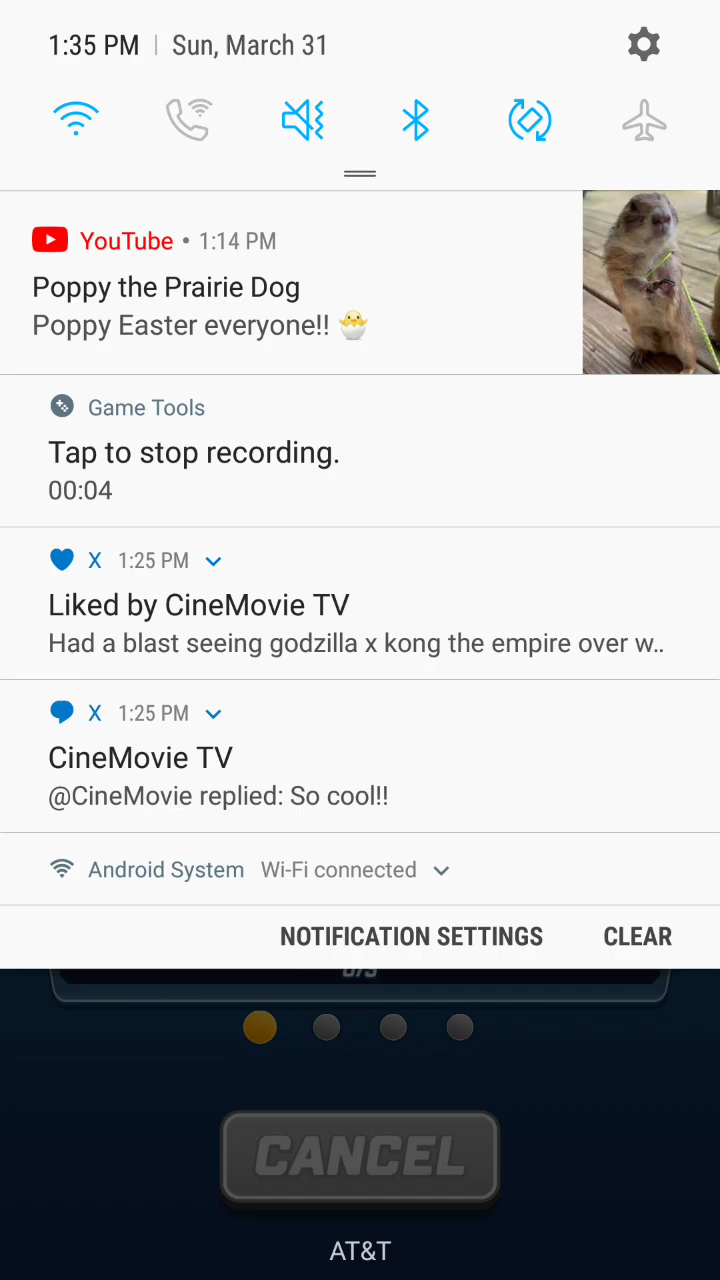 1:35 PM | Sun, March 31
YouTube • 1:14 PM
Poppy the Prairie Dog
Poppy Easter everyone!! 🐣
Game Tools
Tap to stop recording.
00:04
X 1:25 PM
Liked by CineMovie TV
Had a blast seeing godzilla x kong the empire over w..
X 1:25 PM
CineMovie TV
@CineMovie replied: So cool!!
Android System Wi-Fi connected
NOTIFICATION SETTINGS CLEAR
CANCEL
AT&T